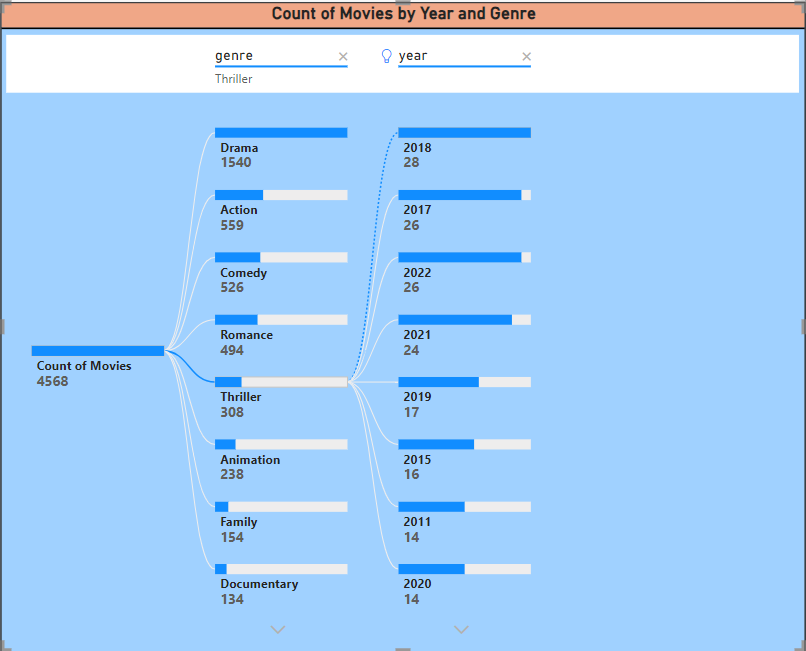 Count of Movies by Year and Genre
genre
Thriller
year
Count of Movies
4568
Drama
1540
Action
559
Comedy
526
Romance
494
Thriller
308
Animation
238
Family
154
Documentary
134
2018
28
2017
26
2022
26
2021
24
2019
17
2015
16
2011
14
2020
14